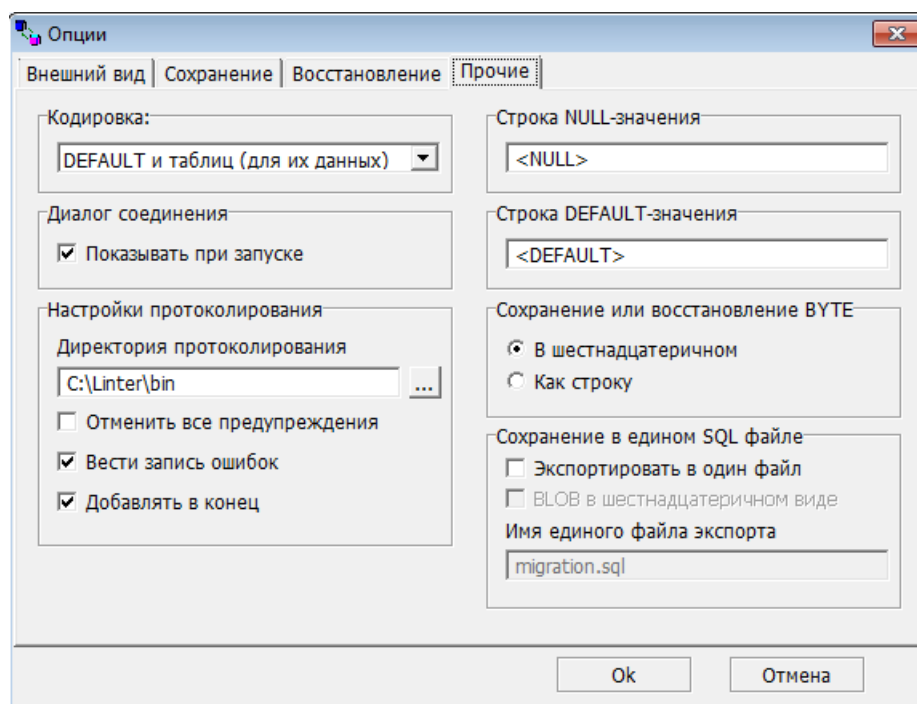 Опции
Внешний вид Сохранение Восстановление Прочие
Кодировка:
DEFAULT и таблиц (для их данных)
Диалог соединения
Показывать при запуске
Настройки протоколирования
Директория протоколирования
C:\Linter\bin
...
Отменить все предупреждения
Вести запись ошибок
Добавлять в конец
Строка NULL-значения
<NULL>
Строка DEFAULT-значения
<DEFAULT>
Сохранение или восстановление BYTE
В шестнадцатеричном
Как строку
Сохранение в едином SQL файле
Экспортировать в один файл
BLOB в шестнадцатеричном виде
Имя единого файла экспорта
migration.sql
Ok Отмена